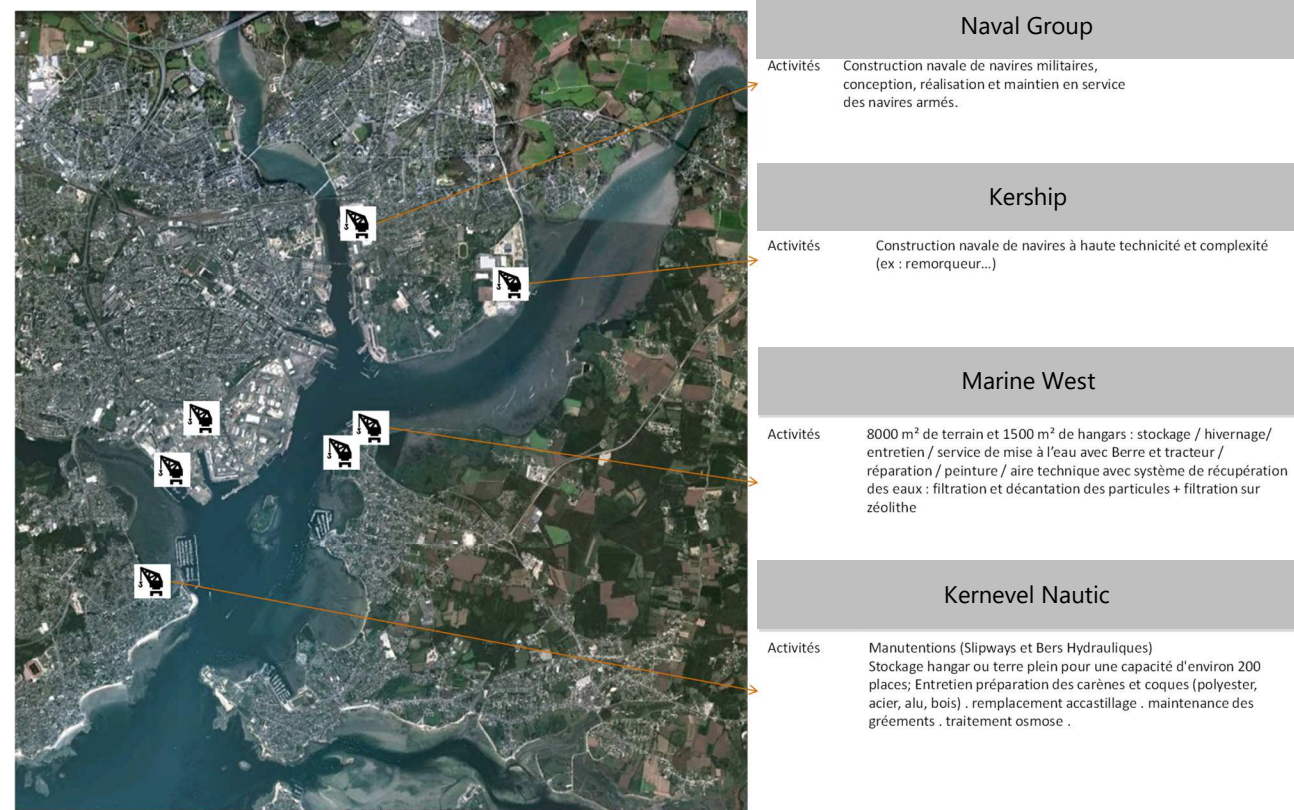 Naval Group
Activités Construction navale de navires militaires,
conception, réalisation et maintien en service
des navires armés.
Kership
Activités Construction navale de navires à haute technicité et complexité
(ex : remorqueur…)
Marine West
Activités 8000 m² de terrain et 1500 m² de hangars : stockage / hivernage/
entretien / service de mise à l’eau avec Berre et tracteur /
réparation / peinture / aire technique avec système de récupération
des eaux : filtration et décantation des particules + filtration sur
zéolithe
Kernevel Nautic
Activités Manutentions (Slipways et Bers Hydrauliques)
Stockage hangar ou terre plein pour une capacité d'environ 200
places; Entretien préparation des carènes et coques (polyester,
acier, alu, bois) . remplacement accastillage . maintenance des
gréements . traitement osmose .